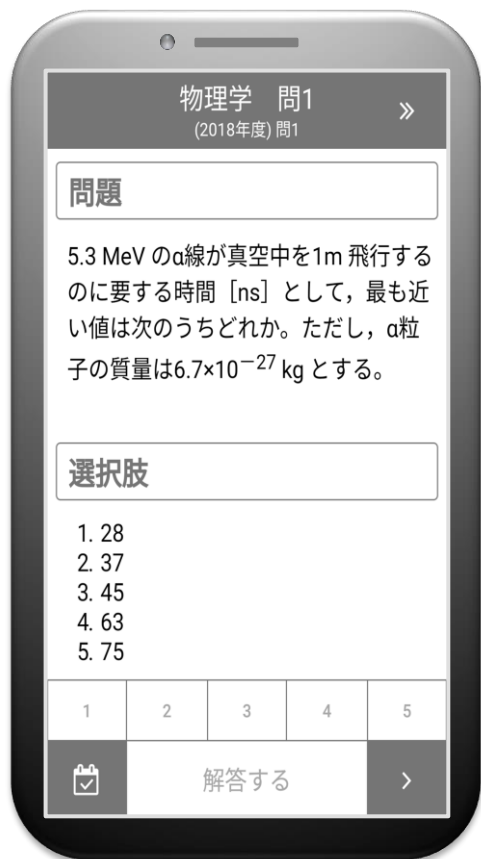 物理学　問1
(2018年度) 問1
問題
5.3 MeV のα線が真空中を1m 飛行する
のに要する時間［ns］として，最も近
い値は次のうちどれか。ただし，α粒
子の質量は6.7×10⁻²⁷ kg とする。
選択肢
1. 28
2. 37
3. 45
4. 63
5. 75
1 2 3 4 5
解答する